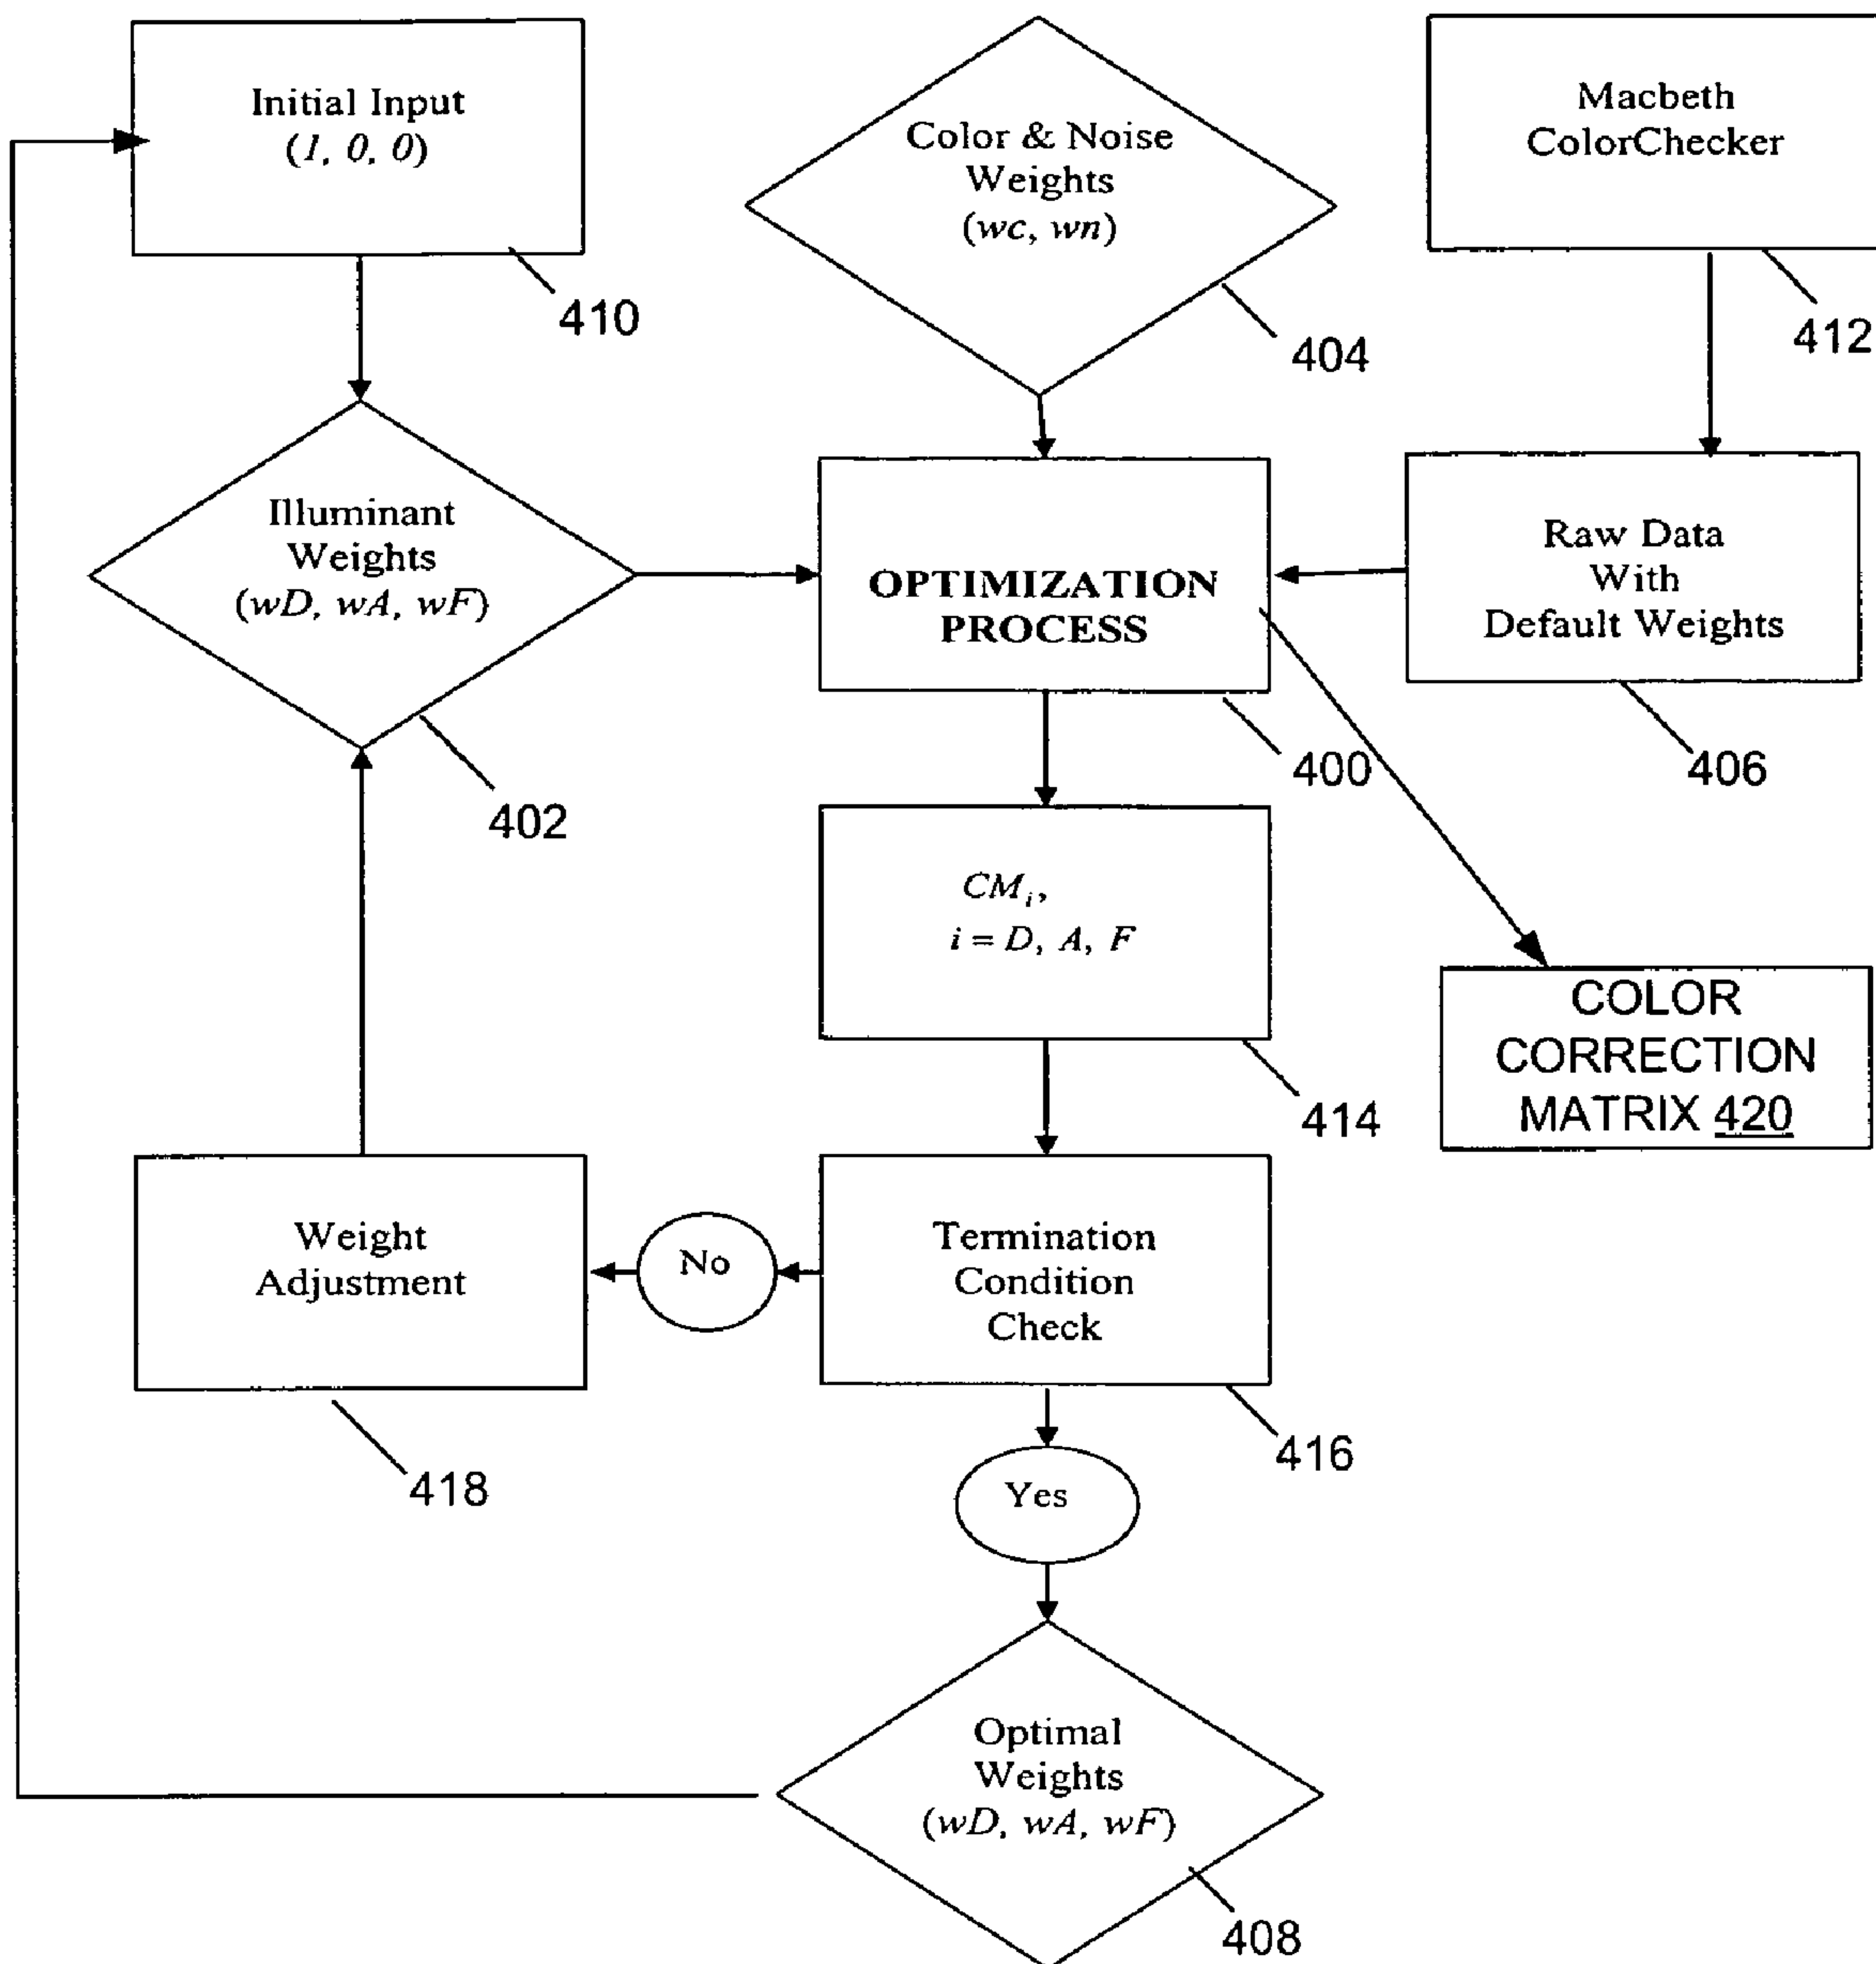 Initial Input
(1, 0, 0)
410
Color & Noise
Weights
(wc, wn)
404
Macbeth
ColorChecker
412
Illuminant
Weights
(wD, wA, wF)
402
OPTIMIZATION
PROCESS
400
Raw Data
With
Default Weights
406
CM_i,
i = D, A, F
414
COLOR
CORRECTION
MATRIX 420
Weight
Adjustment
418
No
Termination
Condition
Check
416
Yes
Optimal
Weights
(wD, wA, wF)
408